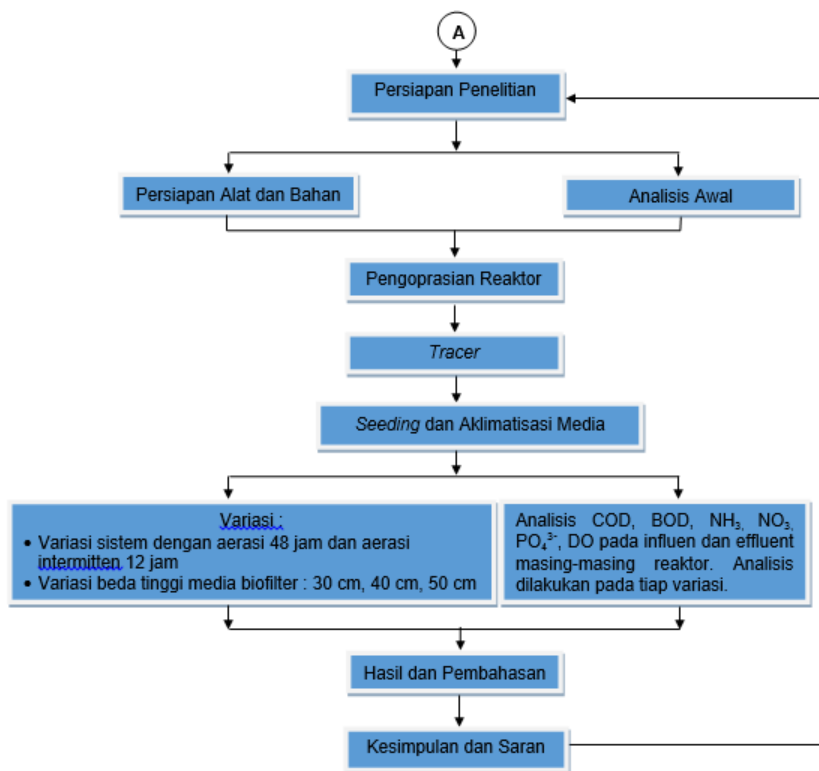 A
Persiapan Penelitian
Persiapan Alat dan Bahan
Analisis Awal
Pengoprasian Reaktor
Tracer
Seeding dan Aklimatisasi Media
Variasi :
• Variasi sistem dengan aerasi 48 jam dan aerasi
intermitten 12 jam
• Variasi beda tinggi media biofilter : 30 cm, 40 cm, 50 cm
Analisis COD, BOD, NH₃, NO₃,
PO₄³⁻, DO pada influen dan effluent
masing-masing reaktor. Analisis
dilakukan pada tiap variasi.
Hasil dan Pembahasan
Kesimpulan dan Saran